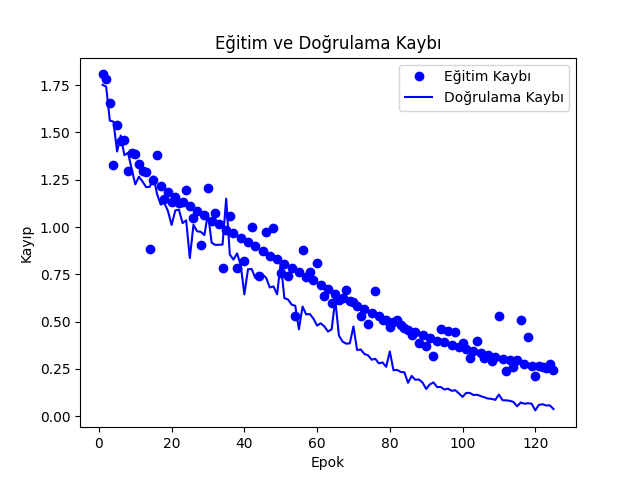 Eğitim ve Doğrulama Kaybı
Eğitim Kaybı
Doğrulama Kaybı
Kayıp
1.75
1.50
1.25
1.00
0.75
0.50
0.25
0.00
0 20 40 60 80 100 120
Epok